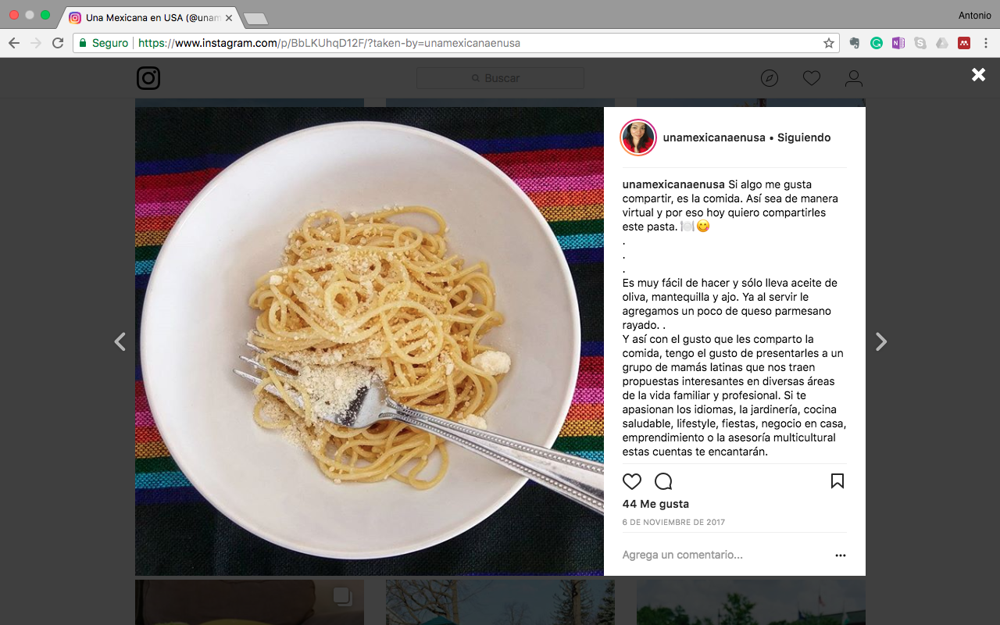 Una Mexicana en USA (@unam
Antonio
Seguro
https://www.instagram.com/p/BbLKUhqD12F/?taken-by=unamexicanaenusa
Buscar
unamexicanaenusa • Siguiendo
unamexicanaenusa Si algo me gusta
compartir, es la comida. Así sea de manera
virtual y por eso hoy quiero compartirles
este pasta. 🍽️😋
.
.
.
Es muy fácil de hacer y sólo lleva aceite de
oliva, mantequilla y ajo. Ya al servir le
agregamos un poco de queso parmesano
rayado. .
Y así con el gusto que les comparto la
comida, tengo el gusto de presentarles a un
grupo de mamás latinas que nos traen
propuestas interesantes en diversas áreas
de la vida familiar y profesional. Si te
apasionan los idiomas, la jardinería, cocina
saludable, lifestyle, fiestas, negocio en casa,
emprendimiento o la asesoría multicultural
estas cuentas te encantarán.
44 Me gusta
6 DE NOVIEMBRE DE 2017
Agrega un comentario...